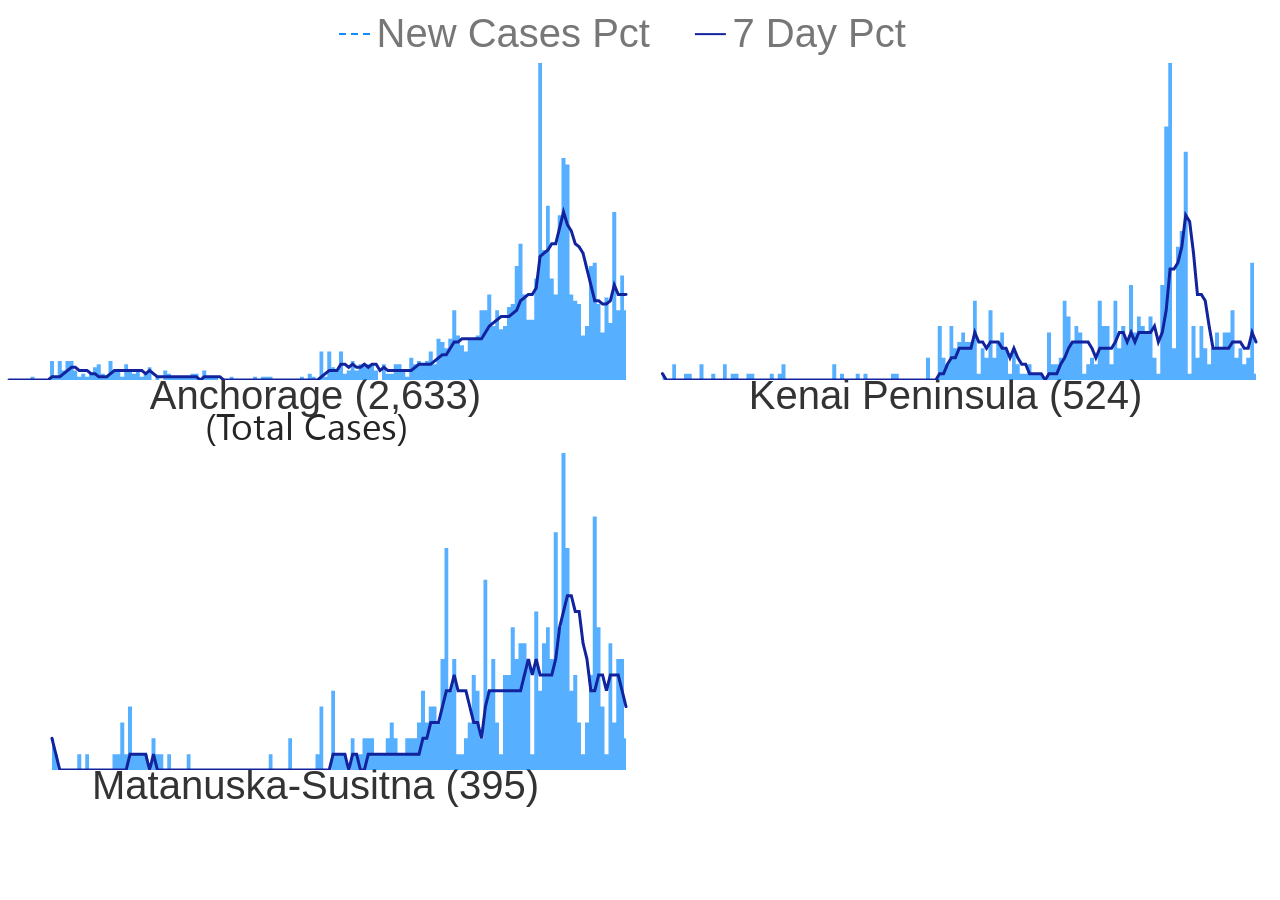 New Cases Pct 7 Day Pct
Anchorage (2,633)
(Total Cases)
Kenai Peninsula (524)
Matanuska-Susitna (395)